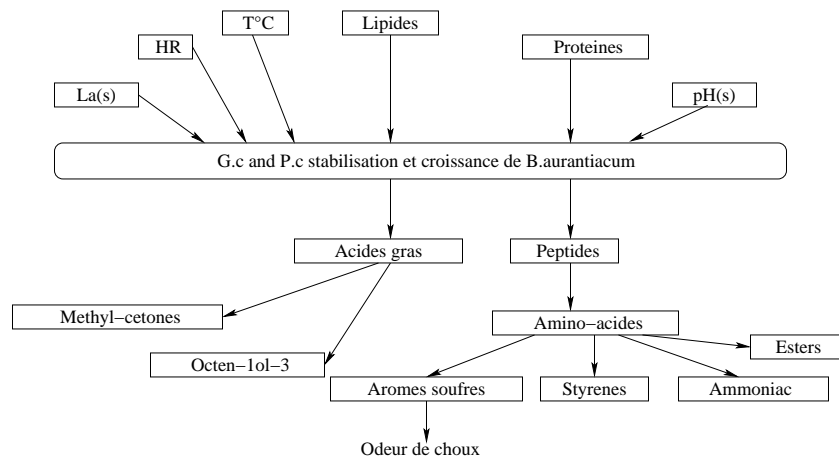 T°C
Lipides
HR
Proteines
La(s)
pH(s)
G.c and P.c stabilisation et croissance de B.aurantiacum
Acides gras
Peptides
Methyl-cetones
Amino-acides
Esters
Octen-1ol-3
Aromes soufres
Styrenes
Ammoniac
Odeur de choux